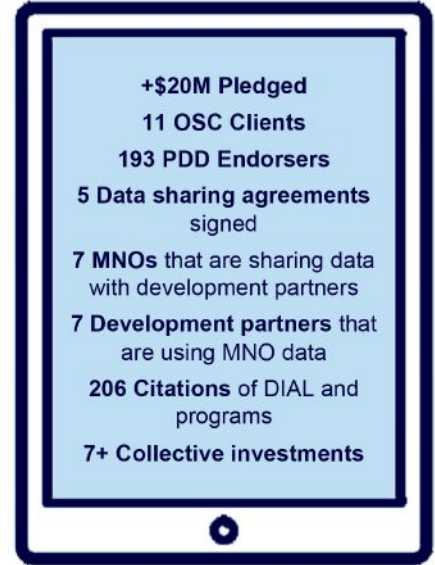 +$20M Pledged
11 OSC Clients
193 PDD Endorsers
5 Data sharing agreements
signed
7 MNOs that are sharing data
with development partners
7 Development partners that
are using MNO data
206 Citations of DIAL and
programs
7+ Collective investments